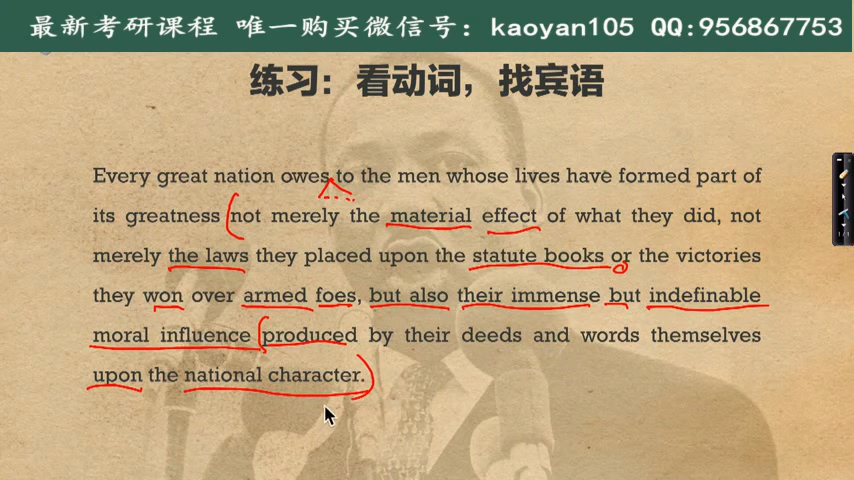 最新考研课程 唯一购买微信号：kaoyan105 QQ:956867753
练习：看动词，找宾语
Every great nation owes to the men whose lives have formed part of
its greatness not merely the material effect of what they did, not
merely the laws they placed upon the statute books or the victories
they won over armed foes, but also their immense but indefinable
moral influence produced by their deeds and words themselves
upon the national character.